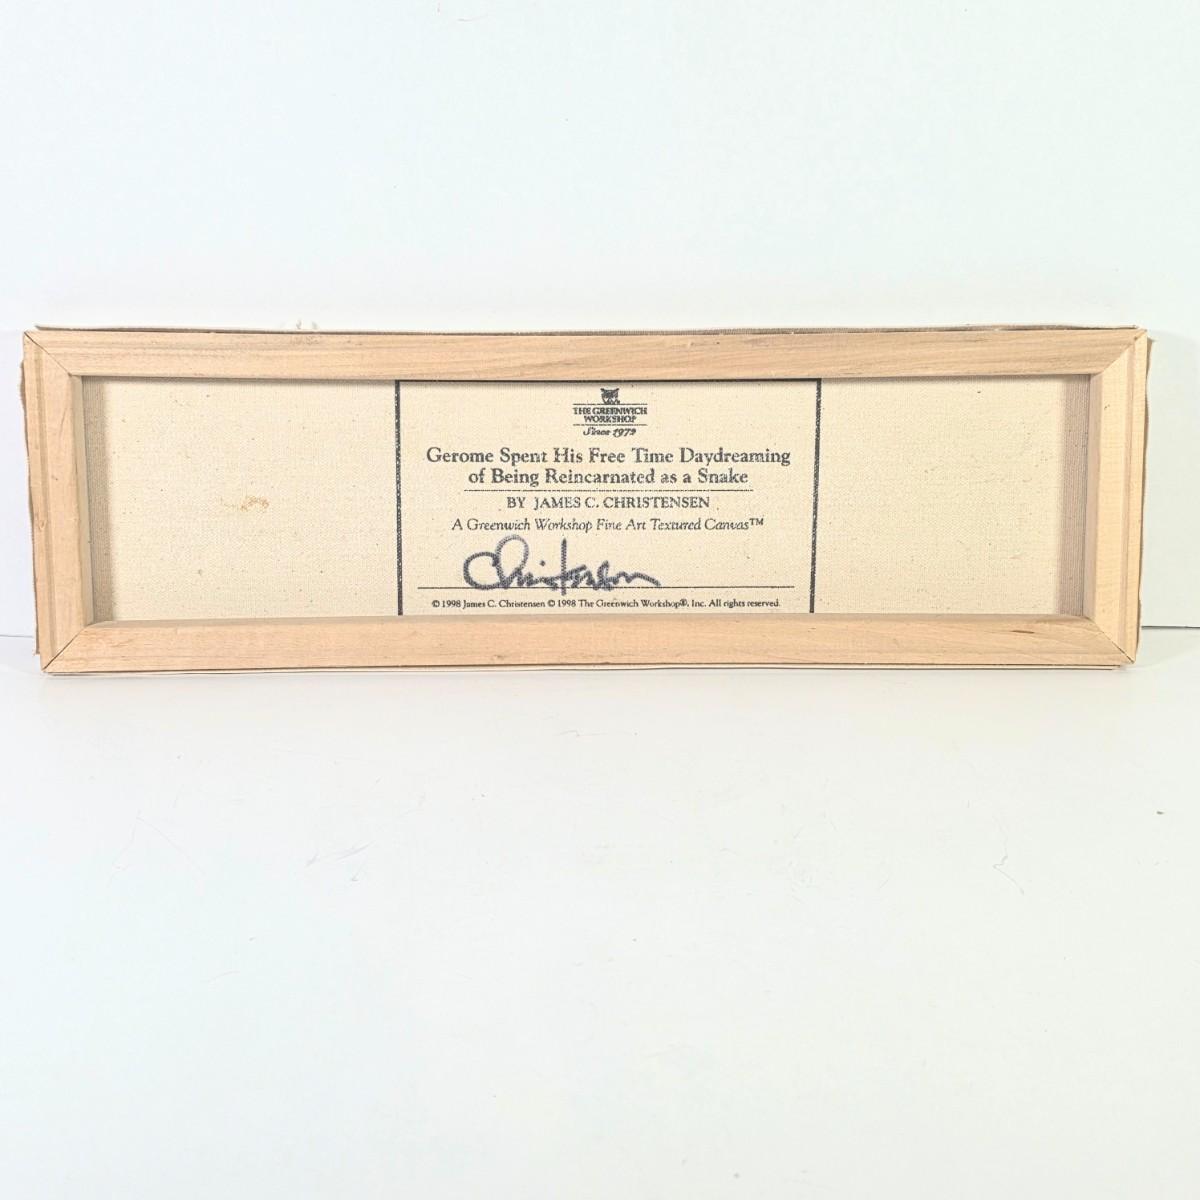 THE GREENWICH
WORKSHOP
Since 1972
Gerome Spent His Free Time Daydreaming
of Being Reincarnated as a Snake
BY JAMES C. CHRISTENSEN
A Greenwich Workshop Fine Art Textured Canvas™
Christensen
© 1998 James C. Christensen © 1998 The Greenwich Workshop®, Inc. All rights reserved.